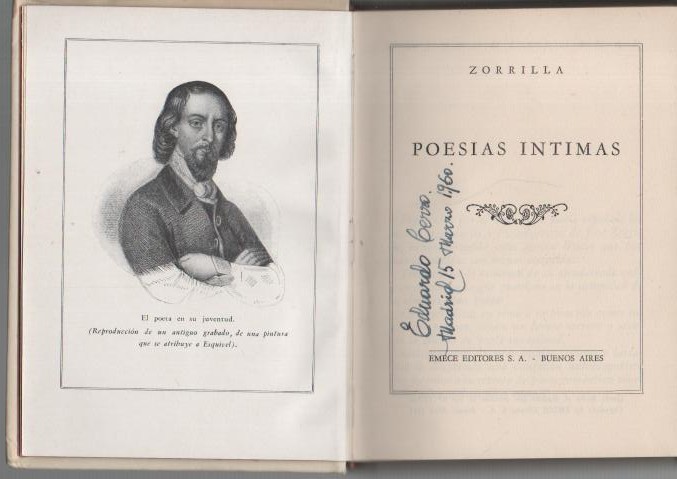 El poeta en su juventud.
(Reproducción de un antiguo grabado, de una pintura
que se atribuye a Esquivel).
ZORRILLA
POESIAS INTIMAS
Eduardo Cerro.
Madrid 15 Marzo 1960.
EMECÉ EDITORES S. A. - BUENOS AIRES